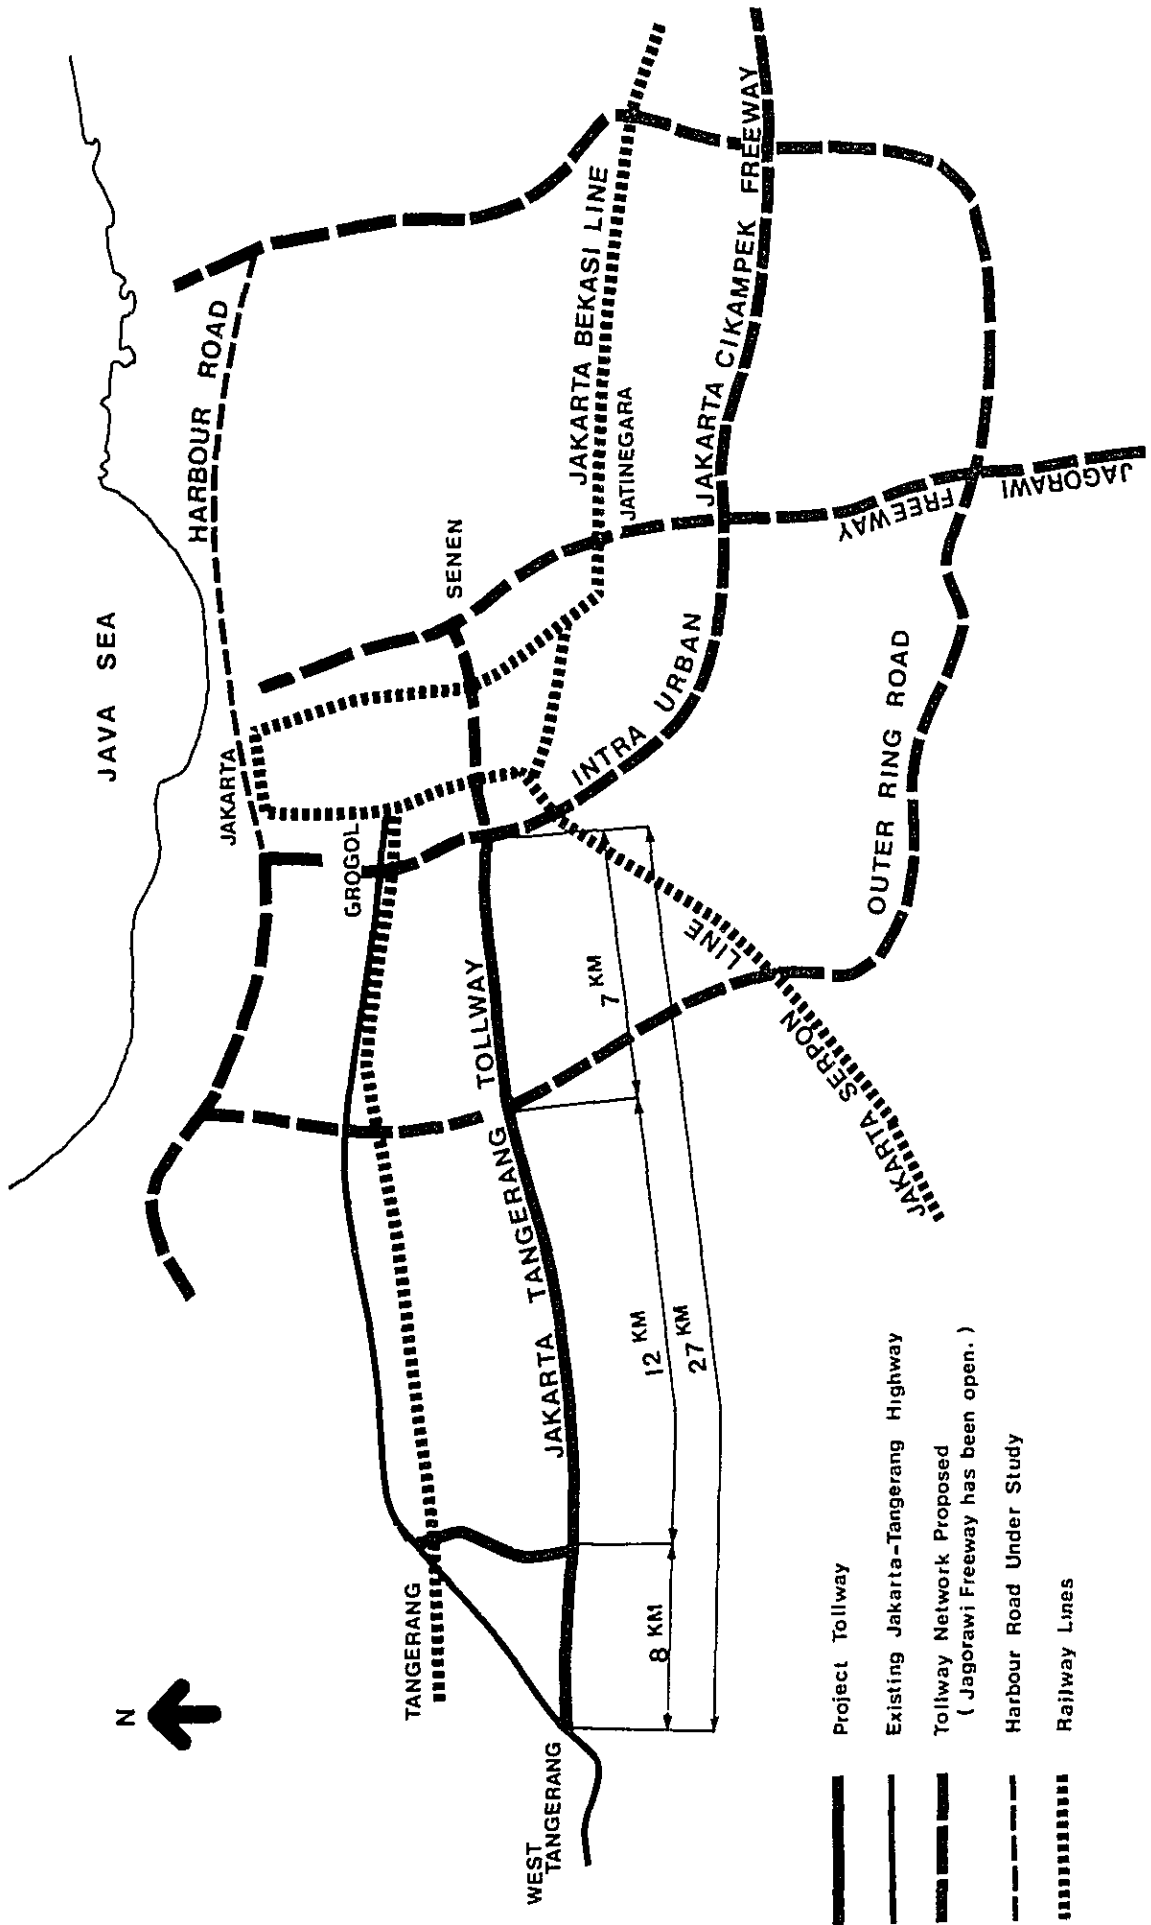 JAVA SEA
HARBOUR ROAD
JAKARTA
GROGOL
SENEN
JAKARTA BEKASI LINE
JATINEGARA
JAKARTA CIKAMPEK FREEWAY
INTRA URBAN
JAGORAWI
FREEWAY
OUTER RING ROAD
JAKARTA SERPON
LINE
JAKARTA TANGERANG TOLLWAY
7 KM
12 KM
27 KM
8 KM
TANGERANG
WEST
TANGERANG
N
Project Tollway
Existing Jakarta-Tangerang Highway
Tollway Network Proposed
( Jagorawi Freeway has been open. )
Harbour Road Under Study
Railway Lines